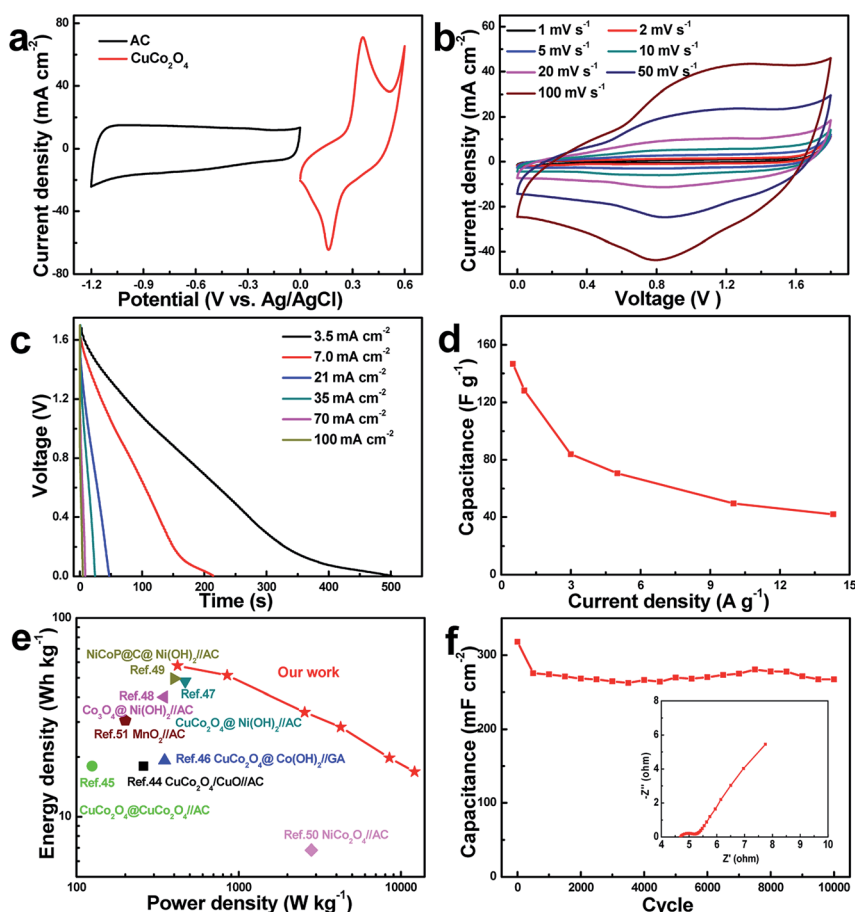 a
AC
CuCo₂O₄
Current density (mA cm⁻²)
80
40
0
-40
-80
-1.2 -0.9 -0.6 -0.3 0.0 0.3 0.6
Potential (V vs. Ag/AgCl)
b
1 mV s⁻¹ 2 mV s⁻¹
5 mV s⁻¹ 10 mV s⁻¹
20 mV s⁻¹ 50 mV s⁻¹
100 mV s⁻¹
Current density (mA cm⁻²)
60
40
20
0
-20
-40
0.0 0.4 0.8 1.2 1.6
Voltage (V )
c
3.5 mA cm⁻²
7.0 mA cm⁻²
21 mA cm⁻²
35 mA cm⁻²
70 mA cm⁻²
100 mA cm⁻²
Voltage (V)
1.6
1.2
0.8
0.4
0.0
0 100 200 300 400 500
Time (s)
d
Capacitance (F g⁻¹)
160
120
80
40
0
0 3 6 9 12 15
Current density (A g⁻¹)
e
Energy density (Wh kg⁻¹)
100
10
NiCoP@C@ Ni(OH)₂//AC
Ref.49
Our work
Ref.48
Ref.47
Co₃O₄@ Ni(OH)₂//AC
CuCo₂O₄@ Ni(OH)₂//AC
Ref.51 MnO₂//AC
Ref.46 CuCo₂O₄@ Co(OH)₂//GA
Ref.45
Ref.44 CuCo₂O₄/CuO//AC
CuCo₂O₄@CuCo₂O₄//AC
Ref.50 NiCo₂O₄//AC
100 1000 10000
Power density (W kg⁻¹)
f
Capacitance (mF cm⁻²)
300
200
100
0
0 2000 4000 6000 8000 10000
Cycle
-Z'' (ohm)
8
6
4
2
0
4 5 6 7 8 9 10
Z' (ohm)